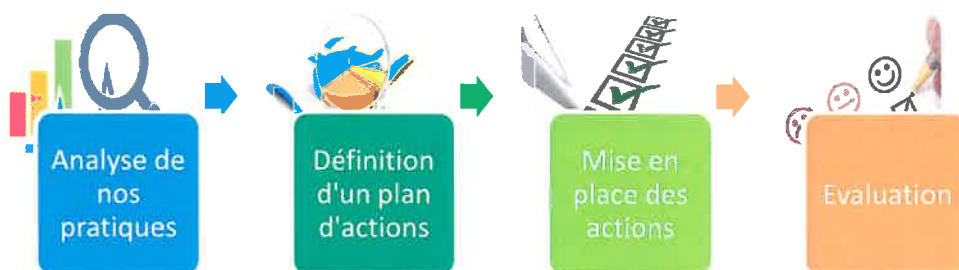 Analyse de
nos
pratiques
Définition
d'un plan
d'actions
Mise en
place des
actions
Evaluation